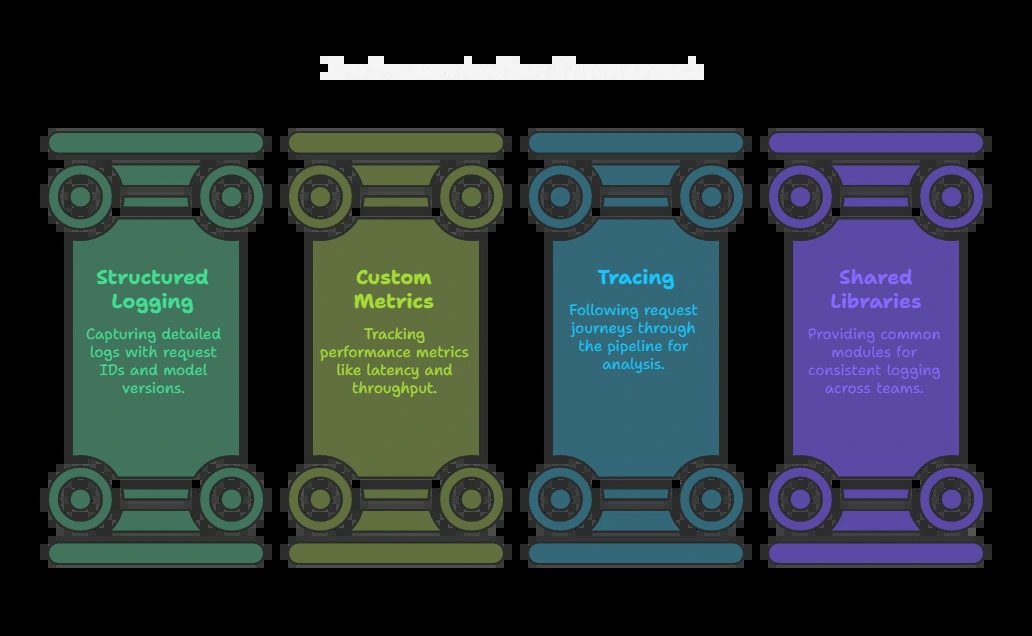 Structured
Logging
Capturing detailed
logs with request
IDs and model
versions.
Custom
Metrics
Tracking
performance metrics
like latency and
throughput.
Tracing
Following request
journeys through
the pipeline for
analysis.
Shared
Libraries
Providing common
modules for
consistent logging
across teams.